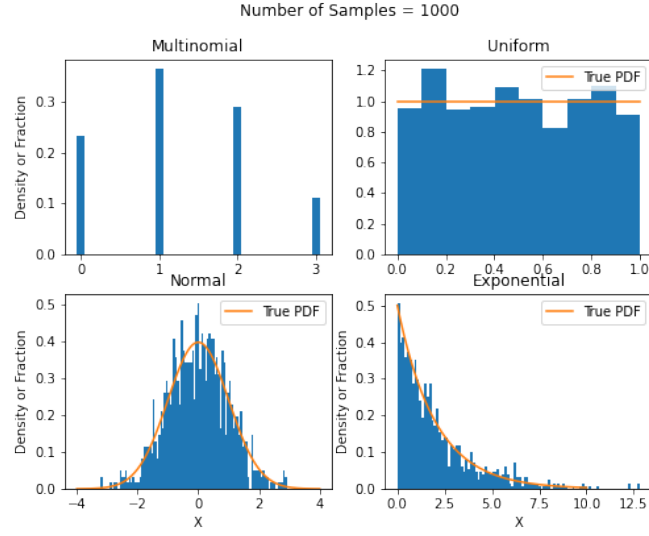 Number of Samples = 1000
Multinomial
Density or Fraction
0.3
0.2
0.1
0.0
0 1 2 3
Uniform
1.2
1.0
0.8
0.6
0.4
0.2
0.0
True PDF
0.0 0.2 0.4 0.6 0.8 1.0
Normal
Density or Fraction
0.5
0.4
0.3
0.2
0.1
0.0
True PDF
−4 −2 0 2 4
X
Exponential
Density or Fraction
0.5
0.4
0.3
0.2
0.1
0.0
True PDF
0.0 2.5 5.0 7.5 10.0 12.5
X